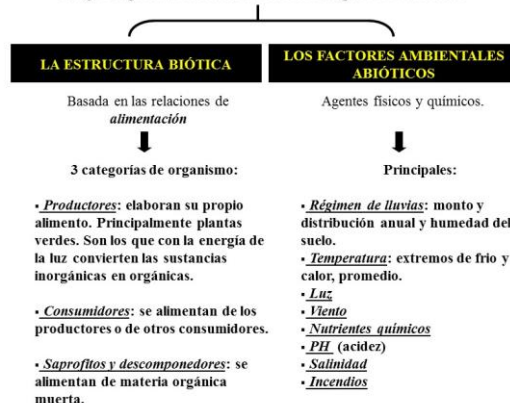 LA ESTRUCTURA BIÓTICA
Basada en las relaciones de
alimentación
3 categorías de organismo:
▪ Productores: elaboran su propio
alimento. Principalmente plantas
verdes. Son los que con la energía de
la luz convierten las sustancias
inorgánicas en orgánicas.
▪ Consumidores: se alimentan de los
productores o de otros consumidores.
▪ Saprofitos y descomponedores: se
alimentan de materia orgánica
muerta.
LOS FACTORES AMBIENTALES
ABIÓTICOS
Agentes físicos y químicos.
Principales:
▪ Régimen de lluvias: monto y
distribución anual y humedad del
suelo.
▪ Temperatura: extremos de frio y
calor, promedio.
▪ Luz
▪ Viento
▪ Nutrientes químicos
▪ PH (acidez)
▪ Salinidad
▪ Incendios